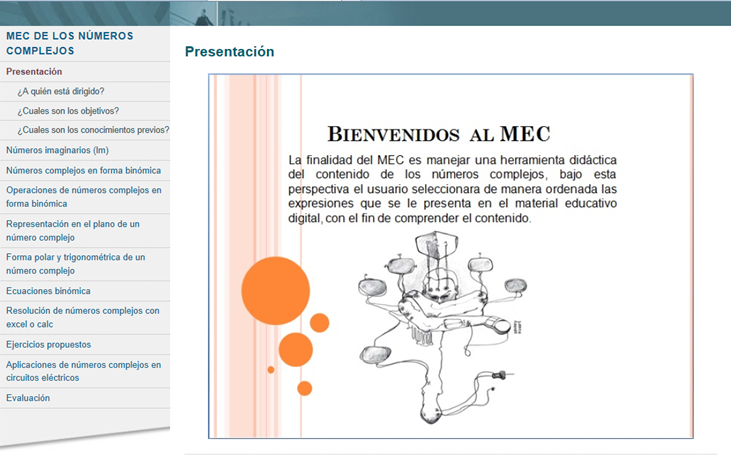 MEC DE LOS NÚMEROS
COMPLEJOS
Presentación
¿A quién está dirigido?
¿Cuales son los objetivos?
¿Cuales son los conocimientos previos?
Números imaginarios (Im)
Números complejos en forma binómica
Operaciones de números complejos en
forma binómica
Representación en el plano de un
número complejo
Forma polar y trigonométrica de un
número complejo
Ecuaciones binómica
Resolución de números complejos con
excel o calc
Ejercicios propuestos
Aplicaciones de números complejos en
circuitos eléctricos
Evaluación
Presentación
BIENVENIDOS AL MEC
La finalidad del MEC es manejar una herramienta didáctica
del contenido de los números complejos, bajo esta
perspectiva el usuario seleccionara de manera ordenada las
expresiones que se le presenta en el material educativo
digital, con el fin de comprender el contenido.